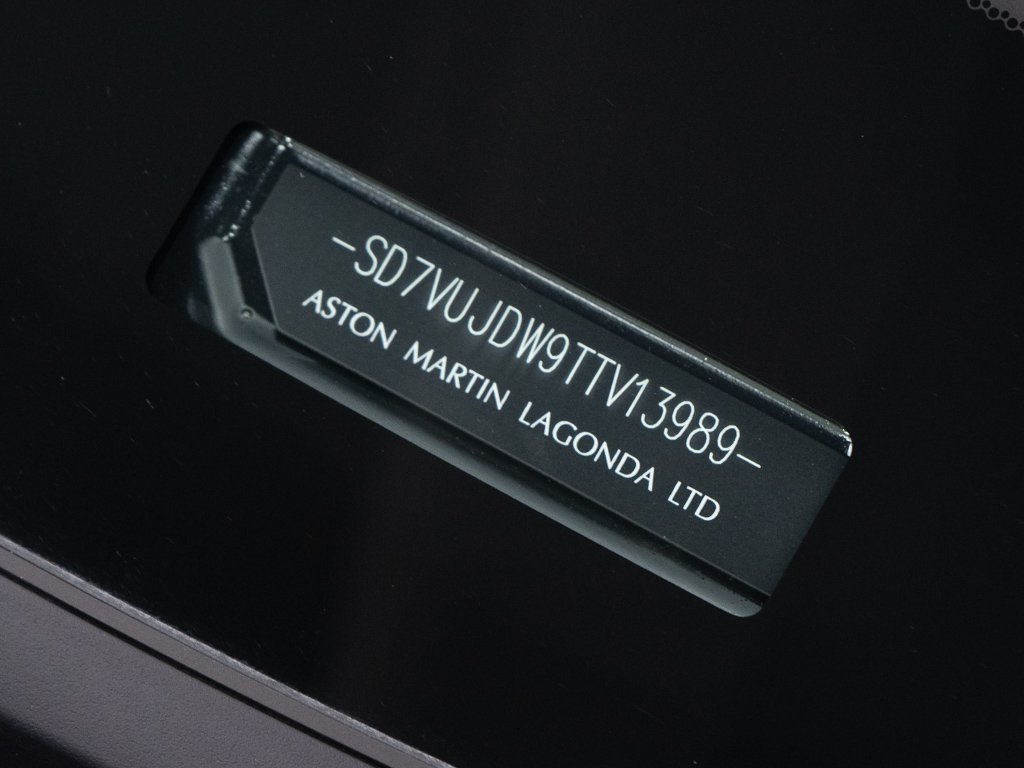 -SD7VUJDW9TTV13989-
ASTON MARTIN LAGONDA LTD